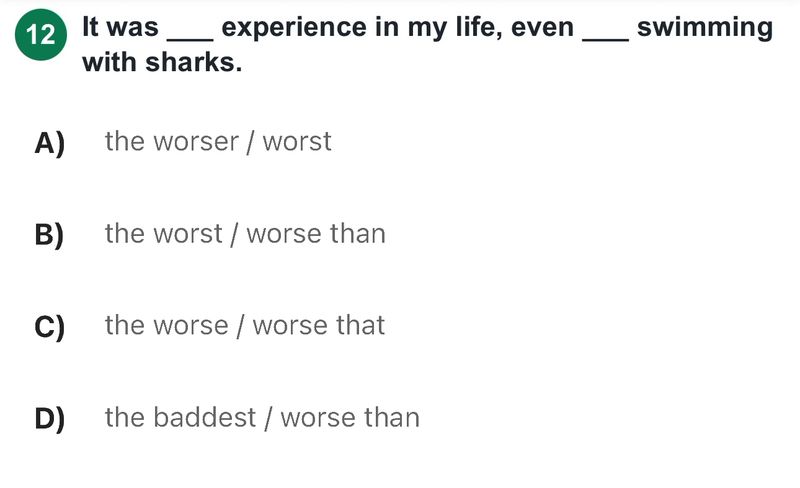 12 It was ___ experience in my life, even ___ swimming
with sharks.
A) the worser / worst
B) the worst / worse than
C) the worse / worse that
D) the baddest / worse than